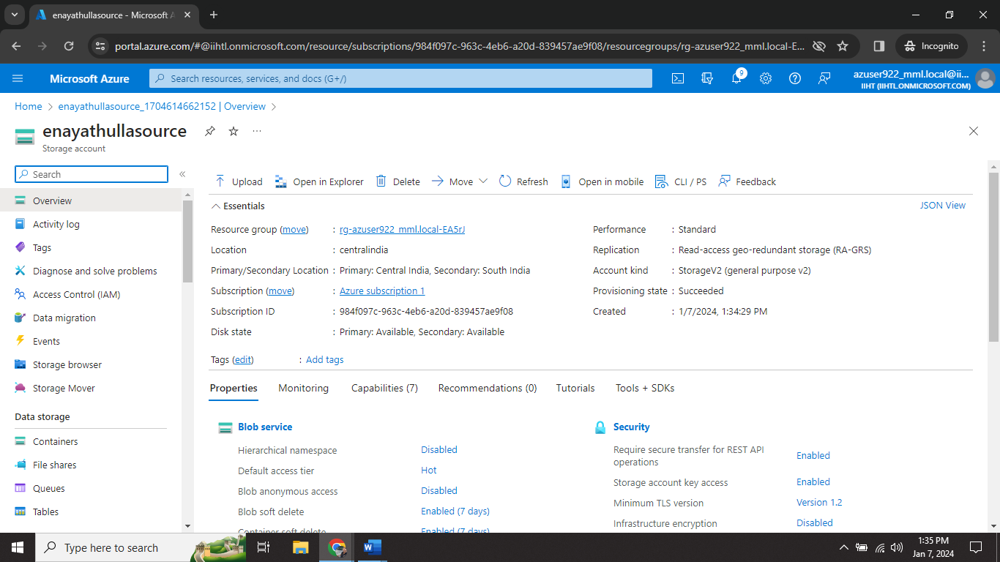 enayathullasource - Microsoft A
portal.azure.com/#@iihtl.onmicrosoft.com/resource/subscriptions/984f097c-963c-4eb6-a20d-839457ae9f08/resourcegroups/rg-azuser922_mml.local-E...
Incognito
Microsoft Azure
Search resources, services, and docs (G+/)
9
azuser922_mml.local@ii...
IIHT (IIHTL.ONMICROSOFT.COM)
Home > enayathullasource_1704614662152 | Overview >
enayathullasource
...
Storage account
Search
«
Upload Open in Explorer Delete Move Refresh Open in mobile CLI / PS Feedback
Overview
Activity log
Tags
Diagnose and solve problems
Access Control (IAM)
Data migration
Events
Storage browser
Storage Mover
Data storage
Containers
File shares
Queues
Tables
Essentials
JSON View
Resource group (move) : rg-azuser922_mml.local-EA5rJ
Location : centralindia
Primary/Secondary Location : Primary: Central India, Secondary: South India
Subscription (move) : Azure subscription 1
Subscription ID : 984f097c-963c-4eb6-a20d-839457ae9f08
Disk state : Primary: Available, Secondary: Available
Performance : Standard
Replication : Read-access geo-redundant storage (RA-GRS)
Account kind : StorageV2 (general purpose v2)
Provisioning state : Succeeded
Created : 1/7/2024, 1:34:29 PM
Tags (edit) : Add tags
Properties Monitoring Capabilities (7) Recommendations (0) Tutorials Tools + SDKs
Blob service
Hierarchical namespace Disabled
Default access tier Hot
Blob anonymous access Disabled
Blob soft delete Enabled (7 days)
Container soft delete Enabled (7 days)
Security
Require secure transfer for REST API
operations Enabled
Storage account key access Enabled
Minimum TLS version Version 1.2
Infrastructure encryption Disabled
Type here to search
1:35 PM
Jan 7, 2024